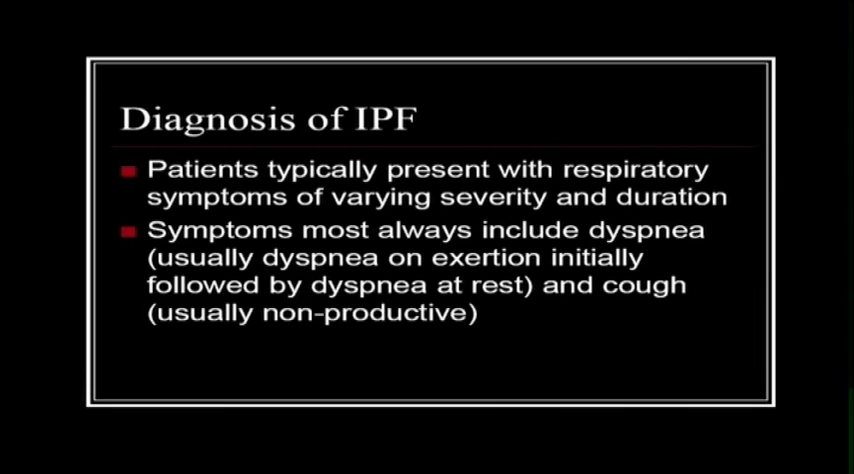 Diagnosis of IPF
Patients typically present with respiratory
symptoms of varying severity and duration
Symptoms most always include dyspnea
(usually dyspnea on exertion initially
followed by dyspnea at rest) and cough
(usually non-productive)